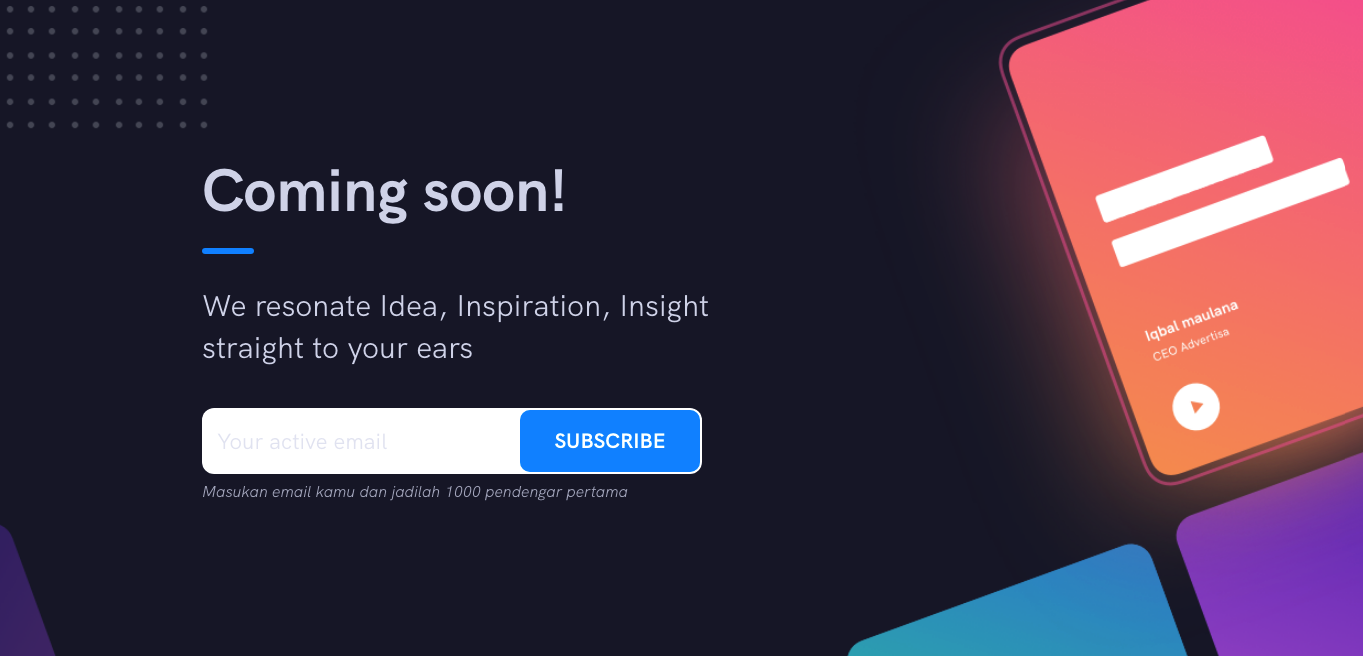 Coming soon!
We resonate Idea, Inspiration, Insight
straight to your ears
Your active email
SUBSCRIBE
Masukan email kamu dan jadilah 1000 pendengar pertama
Iqbal maulana
CEO Advertisa